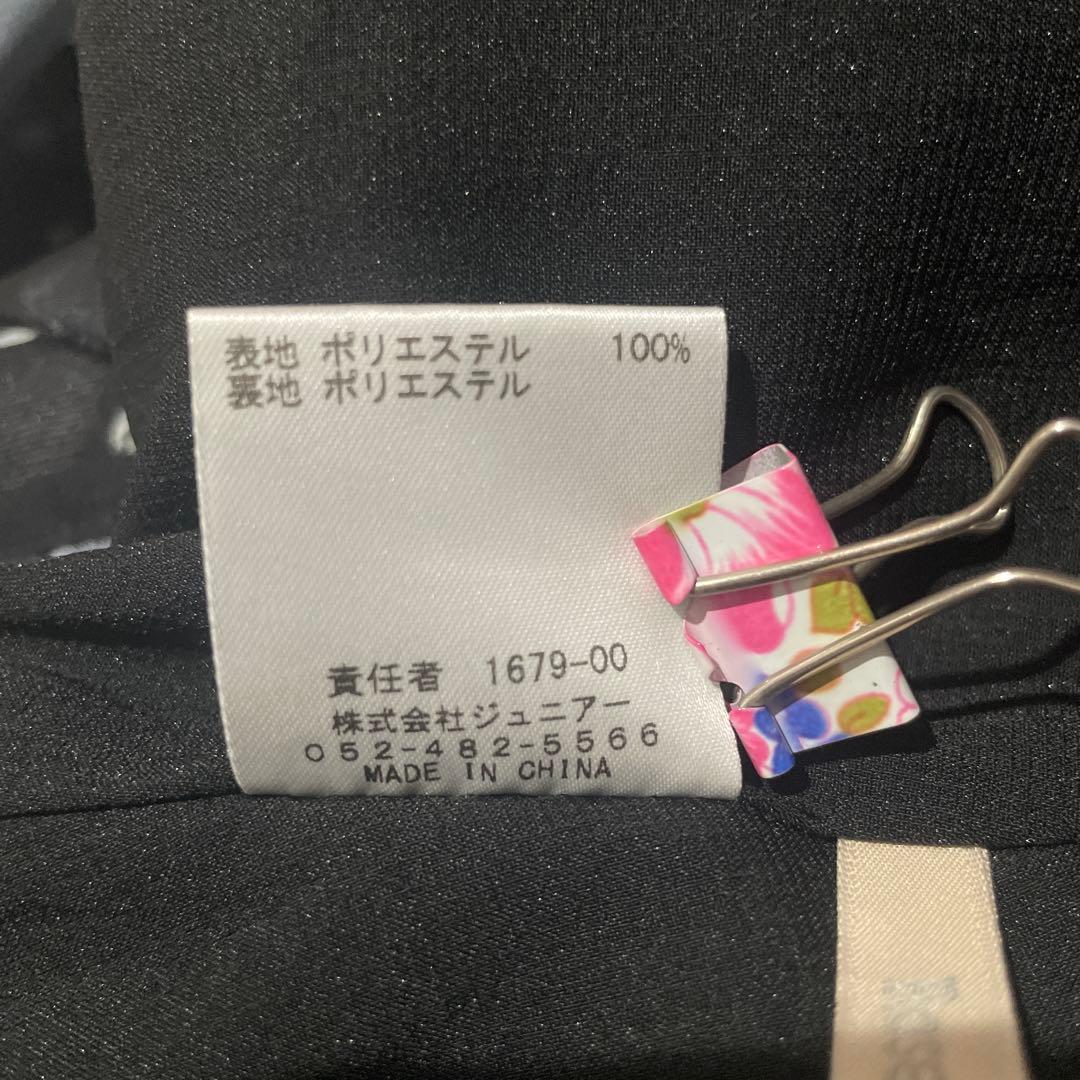 表地 ポリエステル 100%
裏地 ポリエステル
責任者 1679-00
株式会社ジュニアー
052-482-5566
MADE IN CHINA